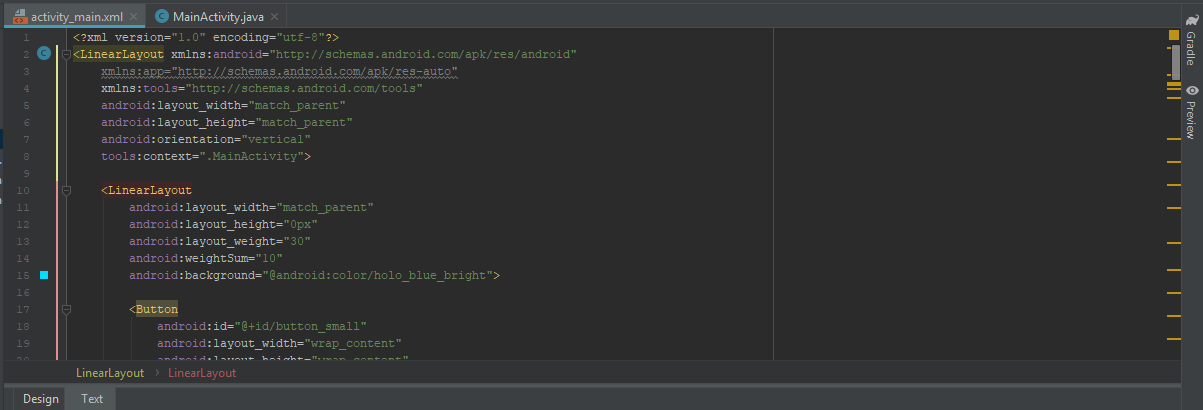 activity_main.xml MainActivity.java
1 <?xml version="1.0" encoding="utf-8"?>
2 <LinearLayout xmlns:android="http://schemas.android.com/apk/res/android"
3 xmlns:app="http://schemas.android.com/apk/res-auto"
4 xmlns:tools="http://schemas.android.com/tools"
5 android:layout_width="match_parent"
6 android:layout_height="match_parent"
7 android:orientation="vertical"
8 tools:context=".MainActivity">
9
10 <LinearLayout
11 android:layout_width="match_parent"
12 android:layout_height="0px"
13 android:layout_weight="30"
14 android:weightSum="10"
15 android:background="@android:color/holo_blue_bright">
16
17 <Button
18 android:id="@+id/button_small"
19 android:layout_width="wrap_content"
20 android:layout_height="wrap_content"
LinearLayout › LinearLayout
Design Text
Gradle
Preview